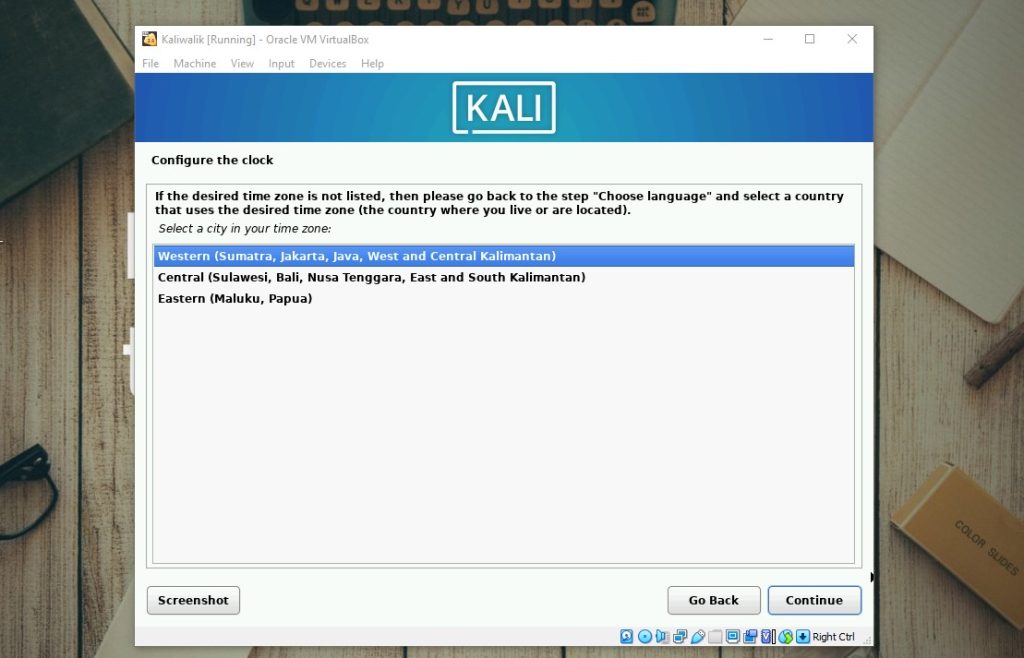 Kaliwalik [Running] - Oracle VM VirtualBox
File Machine View Input Devices Help
KALI
Configure the clock
If the desired time zone is not listed, then please go back to the step "Choose language" and select a country
that uses the desired time zone (the country where you live or are located).
Select a city in your time zone:
Western (Sumatra, Jakarta, Java, West and Central Kalimantan)
Central (Sulawesi, Bali, Nusa Tenggara, East and South Kalimantan)
Eastern (Maluku, Papua)
COLOR SLIDES
Screenshot Go Back Continue
Right Ctrl